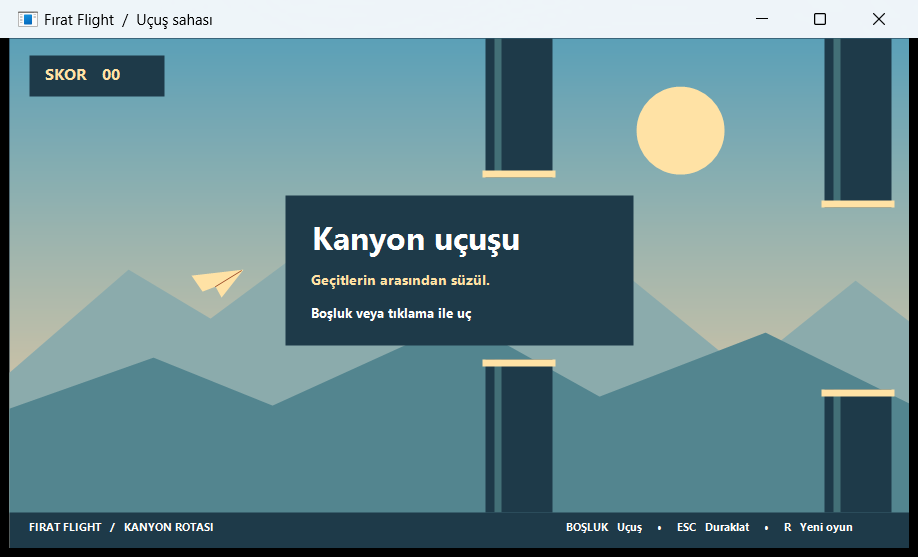 Fırat Flight / Uçuş sahası
SKOR 00
Kanyon uçuşu
Geçitlerin arasından süzül.
Boşluk veya tıklama ile uç
FIRAT FLIGHT / KANYON ROTASI
BOŞLUK Uçuş • ESC Duraklat • R Yeni oyun